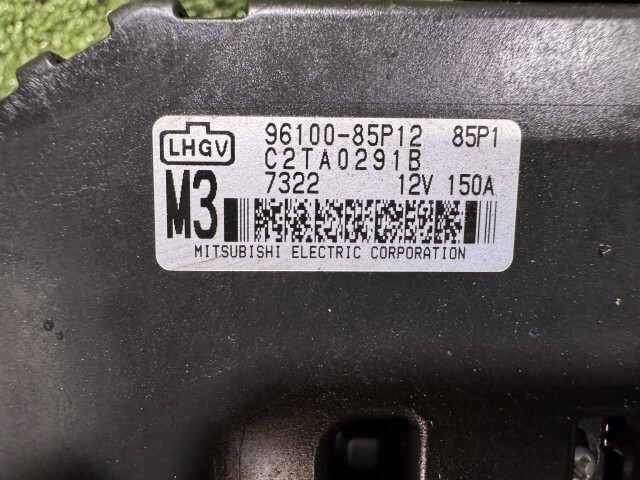 LHGV 96100-85P12 85P1
C2TA0291B
7322 12V 150A
M3
MITSUBISHI ELECTRIC CORPORATION